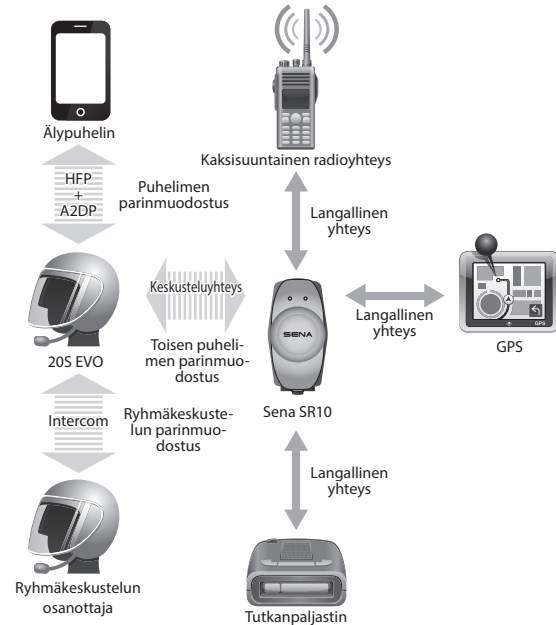 Älypuhelin
Kaksisuuntainen radioyhteys
HFP
+
A2DP
Puhelimen
parinmuodostus
Langallinen
yhteys
Keskusteluyhteys
SENA
Langallinen
yhteys
GPS
GPS
20S EVO
Toisen puheli-
men parinmuo-
dostus
Sena SR10
Intercom
Ryhmäkeskuste-
lun parinmuo-
dostus
Langallinen
yhteys
Ryhmäkeskustelun
osanottaja
Tutkanpaljastin